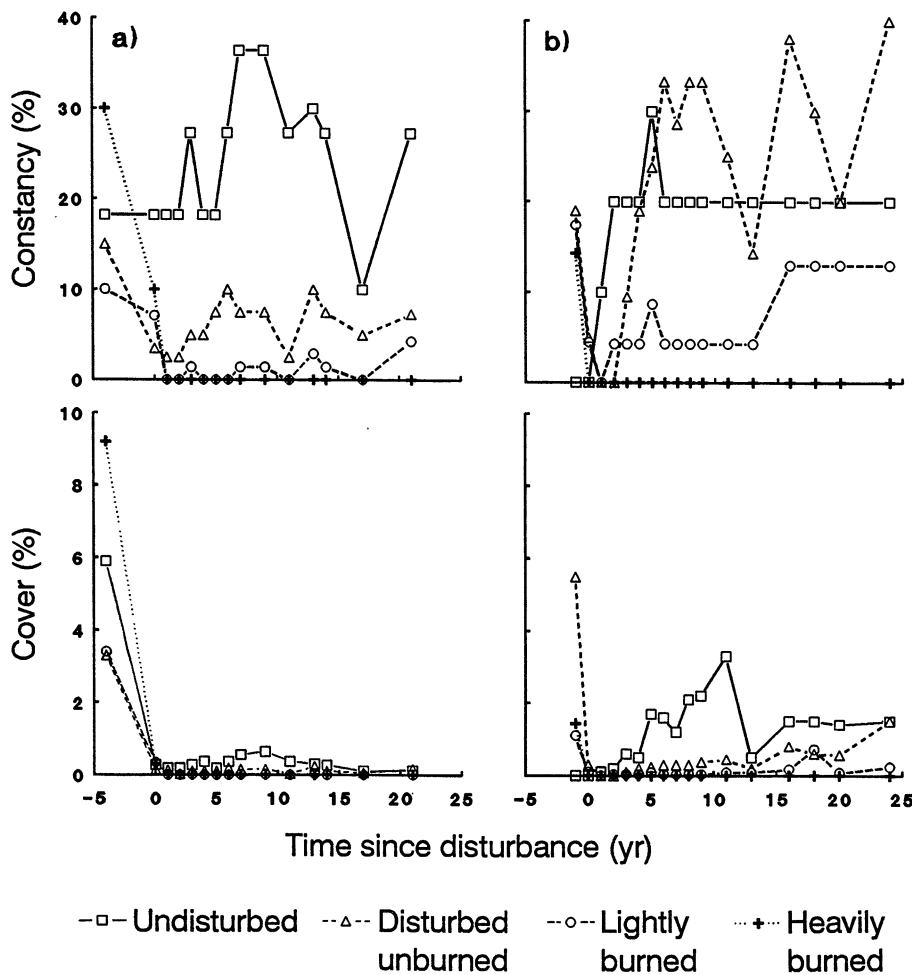 a)
b)
40
30
20
10
0
Constancy (%)
10
8
6
4
2
0
Cover (%)
-5 0 5 10 15 20 25
-5 0 5 10 15 20 25
Time since disturbance (yr)
Undisturbed
Disturbed
unburned
Lightly
burned
Heavily
burned